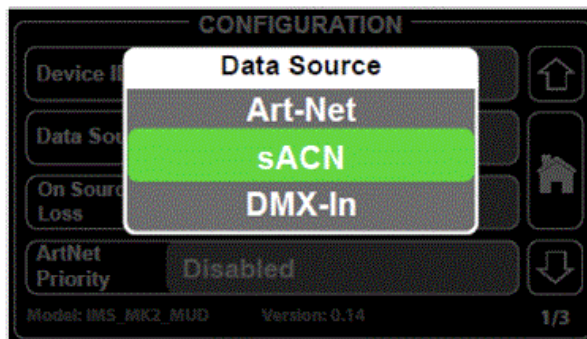 CONFIGURATION
Device ID
Data Source
Art-Net
Data Sou
sACN
On Sourc
Loss
DMX-In
ArtNet
Priority
Disabled
Model: IMS_MK2_MUD Version: 0.14
1/3